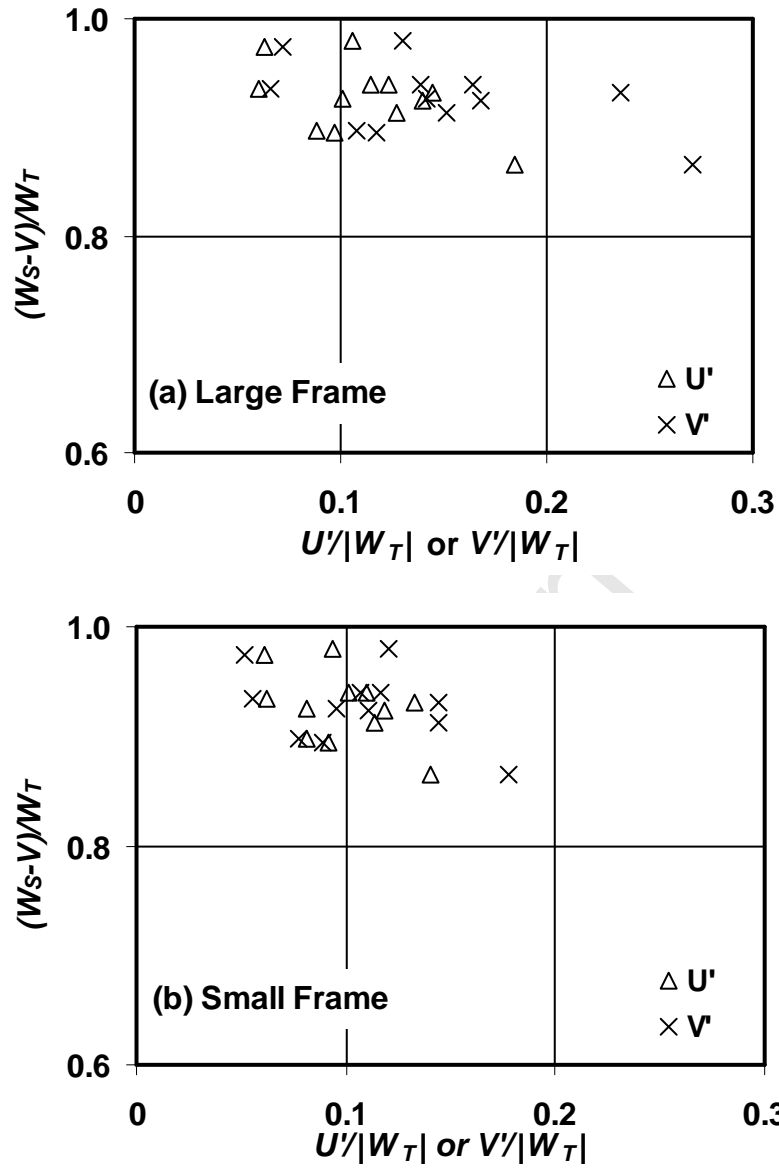 1.0
0.8
0.6
(WS-V)/WT
(a) Large Frame
U'
V'
0 0.1 0.2 0.3
U'/|WT| or V'/|WT|
1.0
0.8
0.6
(WS-V)/WT
(b) Small Frame
U'
V'
0 0.1 0.2 0.3
U'/|WT| or V'/|WT|